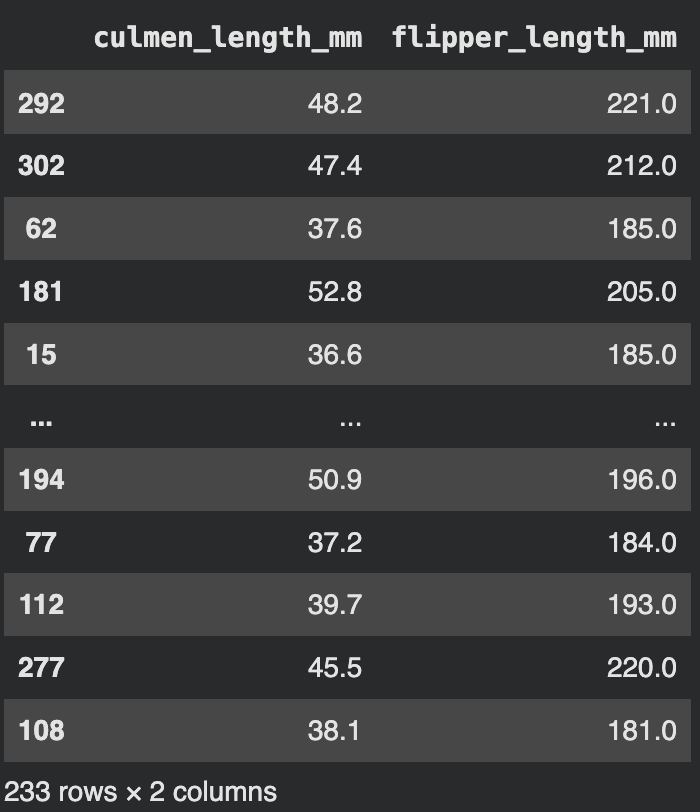 culmen_length_mm flipper_length_mm
292 48.2 221.0
302 47.4 212.0
62 37.6 185.0
181 52.8 205.0
15 36.6 185.0
... ... ...
194 50.9 196.0
77 37.2 184.0
112 39.7 193.0
277 45.5 220.0
108 38.1 181.0
233 rows × 2 columns